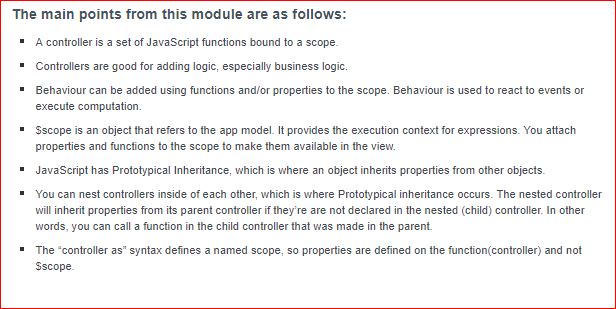 The main points from this module are as follows:
A controller is a set of JavaScript functions bound to a scope.
Controllers are good for adding logic, especially business logic.
Behaviour can be added using functions and/or properties to the scope. Behaviour is used to react to events or
execute computation.
$scope is an object that refers to the app model. It provides the execution context for expressions. You attach
properties and functions to the scope to make them available in the view.
JavaScript has Prototypical Inheritance, which is where an object inherits properties from other objects.
You can nest controllers inside of each other, which is where Prototypical inheritance occurs. The nested controller
will inherit properties from its parent controller if they're are not declared in the nested (child) controller. In other
words, you can call a function in the child controller that was made in the parent.
The “controller as” syntax defines a named scope, so properties are defined on the function(controller) and not
$scope.